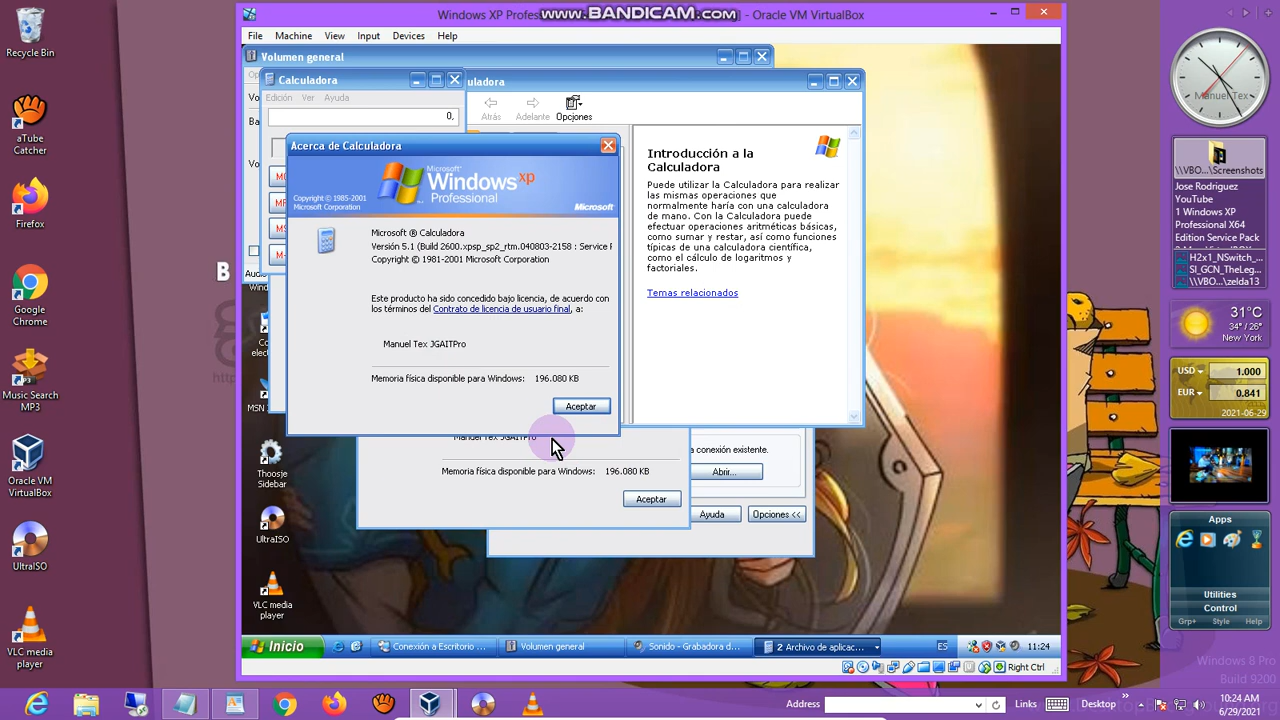 Recycle Bin
aTube
Catcher
Firefox
Google
Chrome
Music Search
MP3
Oracle VM
VirtualBox
UltraISO
VLC media
player
Windows XP Profes
www.BANDICAM.com
- Oracle VM VirtualBox
File Machine View Input Devices Help
Volumen general
Calculadora
Edición Ver Ayuda
0,
uladora
Atrás Adelante Opciones
Introducción a la
Calculadora
Puede utilizar la Calculadora para realizar
las mismas operaciones que
normalmente haría con una calculadora
de mano. Con la Calculadora puede
efectuar operaciones aritméticas básicas,
como sumar y restar, así como funciones
típicas de una calculadora científica,
como el cálculo de logaritmos y
factoriales.
Temas relacionados
Acerca de Calculadora
Microsoft
Windows xp
Professional
Copyright © 1985-2001
Microsoft Corporation
Microsoft
Microsoft ® Calculadora
Versión 5.1 (Build 2600.xpsp_sp2_rtm.040803-2158 : Service F
Copyright © 1981-2001 Microsoft Corporation
Este producto ha sido concedido bajo licencia, de acuerdo con
los términos del Contrato de licencia de usuario final, a:
Manuel Tex JGAITPro
Memoria física disponible para Windows: 196.080 KB
Aceptar
Manuel Tex JGAITPro
Memoria física disponible para Windows: 196.080 KB
Aceptar
a conexión existente.
Abrir...
Ayuda
Opciones <<
B
MSN
Thoosje
Sidebar
UltraISO
VLC media
player
Inicio
Conexión a Escritorio ...
Volumen general
Sonido - Grabadora d...
2 Archivo de aplicac...
ES
11:24
Right Ctrl
Manuel Tex
\\VBO...\Screenshots
Jose Rodriguez
YouTube
1 Windows XP
Professional X64
Edition Service Pack
H2x1_NSwitch_...
SI_GCN_TheLeg...
\\VBO...\zelda13
31°C
34° / 26°
New York
USD 1.000
EUR 0.841
2021-06-29
Apps
Utilities
Control
Grp+ Style Help
Windows 8 Pro
Build 9200
Address
Links
Desktop
10:24 AM
6/29/2021